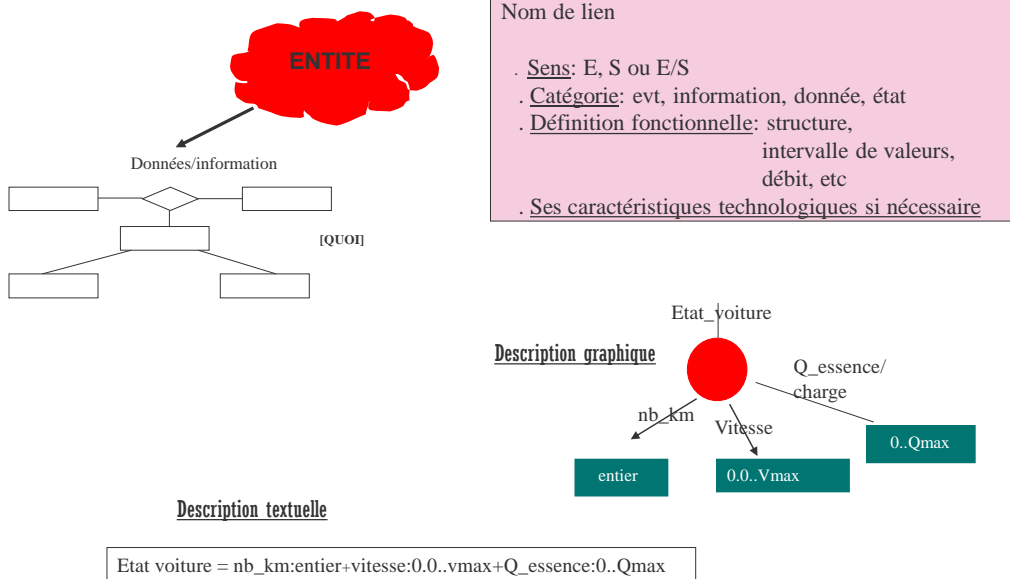 ENTITE
Données/information
[QUOI]
Nom de lien
. Sens: E, S ou E/S
. Catégorie: evt, information, donnée, état
. Définition fonctionnelle: structure,
intervalle de valeurs,
débit, etc
. Ses caractéristiques technologiques si nécessaire
Description graphique
Etat_voiture
Q_essence/
charge
nb_km
Vitesse
0..Qmax
entier
0.0..Vmax
Description textuelle
Etat voiture = nb_km:entier+vitesse:0.0..vmax+Q_essence:0..Qmax